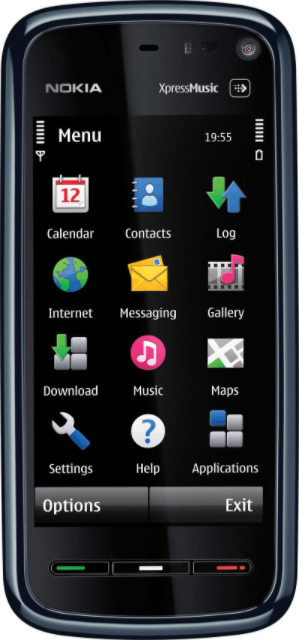 NOKIA XpressMusic
Menu 19:55
12
Calendar Contacts Log
Internet Messaging Gallery
Download Music Maps
Settings Help Applications
Options Exit